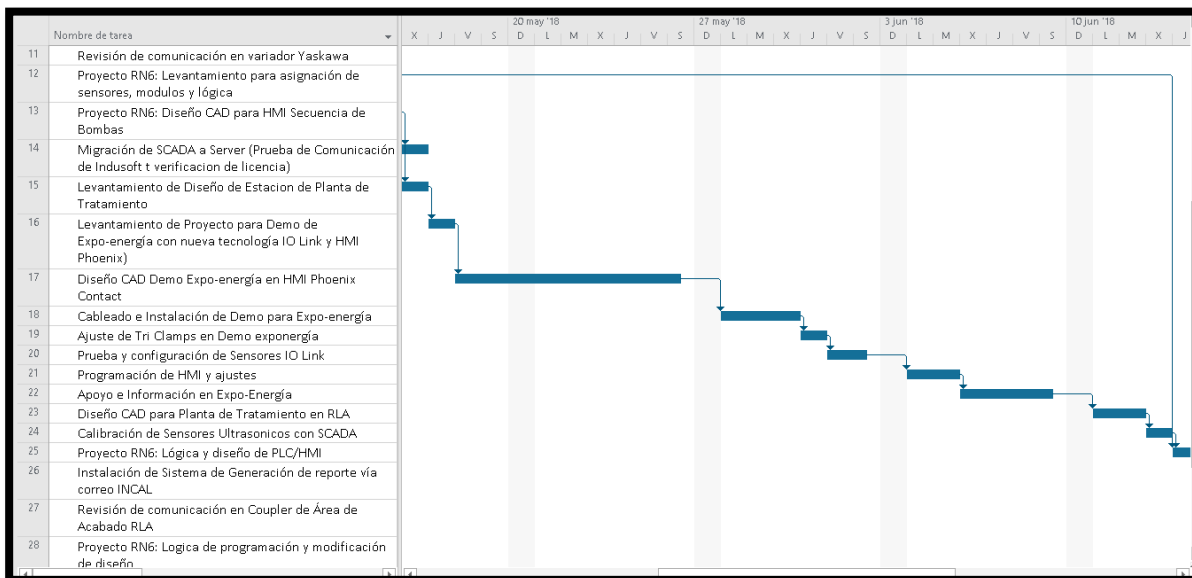 Nombre de tarea
20 may '18
27 may '18
3 jun '18
10 jun '18
X J V S D L M X J V S D L M X J V S D L M X J V S D L M X J
11 Revisión de comunicación en variador Yaskawa
12 Proyecto RN6: Levantamiento para asignación de
sensores, modulos y lógica
13 Proyecto RN6: Diseño CAD para HMI Secuencia de
Bombas
14 Migración de SCADA a Server (Prueba de Comunicación
de Indusoft t verificacion de licencia)
15 Levantamiento de Diseño de Estacion de Planta de
Tratamiento
16 Levantamiento de Proyecto para Demo de
Expo-energía con nueva tecnología IO Link y HMI
Phoenix)
17 Diseño CAD Demo Expo-energía en HMI Phoenix
Contact
18 Cableado e Instalación de Demo para Expo-energía
19 Ajuste de Tri Clamps en Demo exponergía
20 Prueba y configuración de Sensores IO Link
21 Programación de HMI y ajustes
22 Apoyo e Información en Expo-Energía
23 Diseño CAD para Planta de Tratamiento en RLA
24 Calibración de Sensores Ultrasonicos con SCADA
25 Proyecto RN6: Lógica y diseño de PLC/HMI
26 Instalación de Sistema de Generación de reporte vía
correo INCAL
27 Revisión de comunicación en Coupler de Área de
Acabado RLA
28 Proyecto RN6: Logica de programación y modificación
de diseño